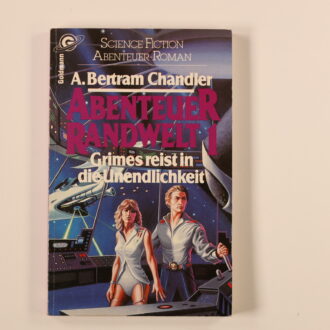 Goldmann
SCIENCE FICTION
ABENTEUER-ROMAN
A. Bertram Chandler
ABENTEUER
RANDWELT 1
Grimes reist in
die Unendlichkeit